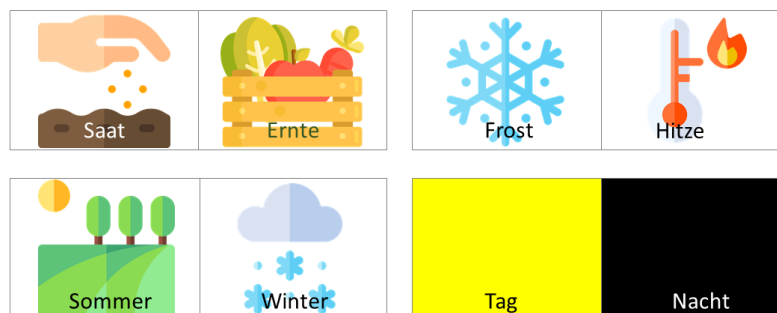 Saat
Ernte
Frost
Hitze
Sommer
Winter
Tag
Nacht